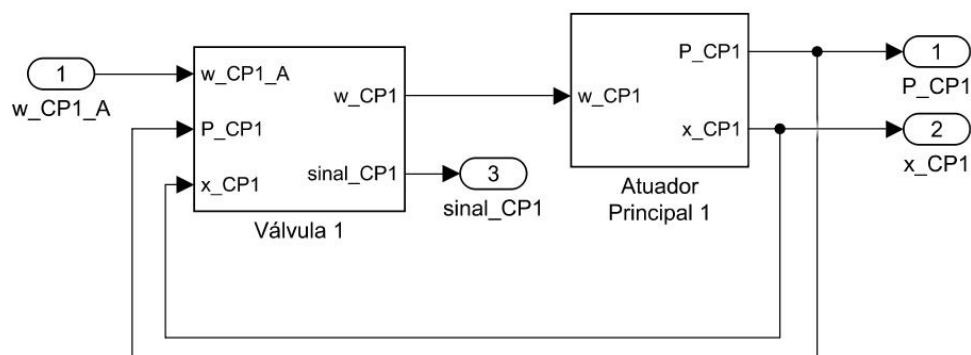 1
w_CP1_A
w_CP1_A
P_CP1
x_CP1
w_CP1
sinal_CP1
Válvula 1
3
sinal_CP1
w_CP1
P_CP1
x_CP1
Atuador
Principal 1
1
P_CP1
2
x_CP1